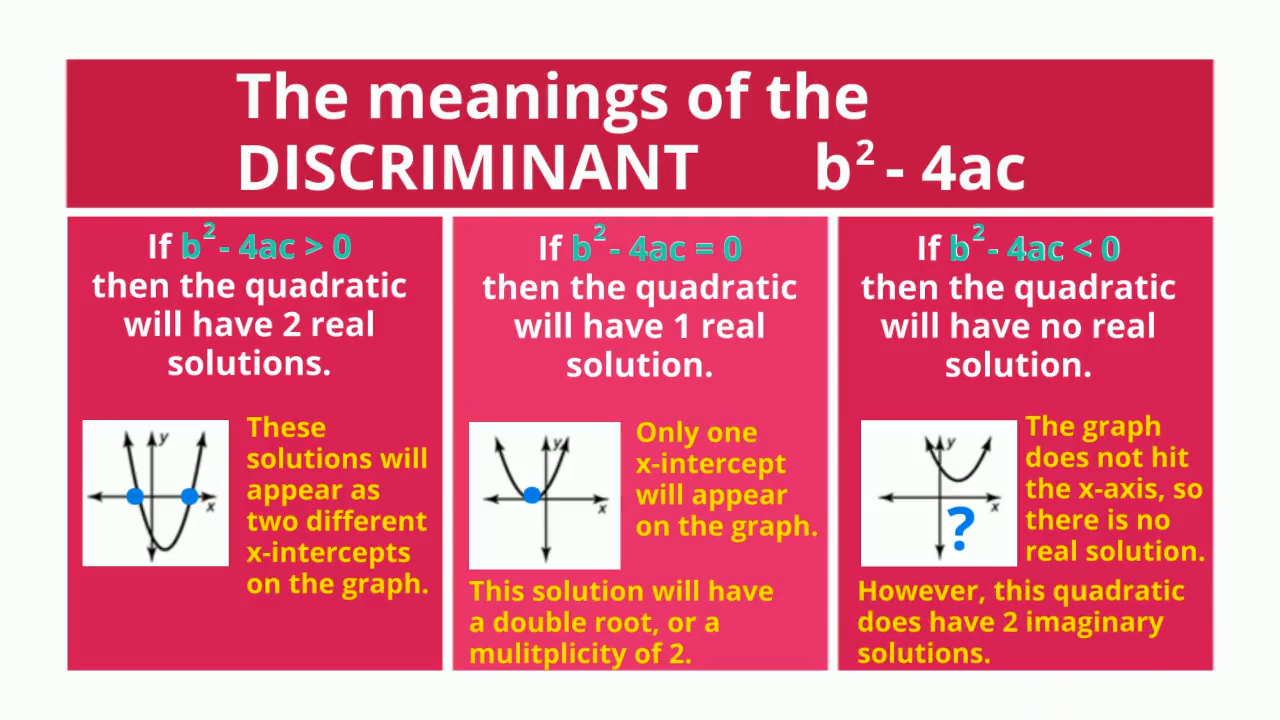 The meanings of the
DISCRIMINANT b² - 4ac
If b² - 4ac > 0
then the quadratic
will have 2 real
solutions.
y
x
These
solutions will
appear as
two different
x-intercepts
on the graph.
If b² - 4ac = 0
then the quadratic
will have 1 real
solution.
y
x
Only one
x-intercept
will appear
on the graph.
This solution will have
a double root, or a
mulitplicity of 2.
If b² - 4ac < 0
then the quadratic
will have no real
solution.
y
x
?
The graph
does not hit
the x-axis, so
there is no
real solution.
However, this quadratic
does have 2 imaginary
solutions.